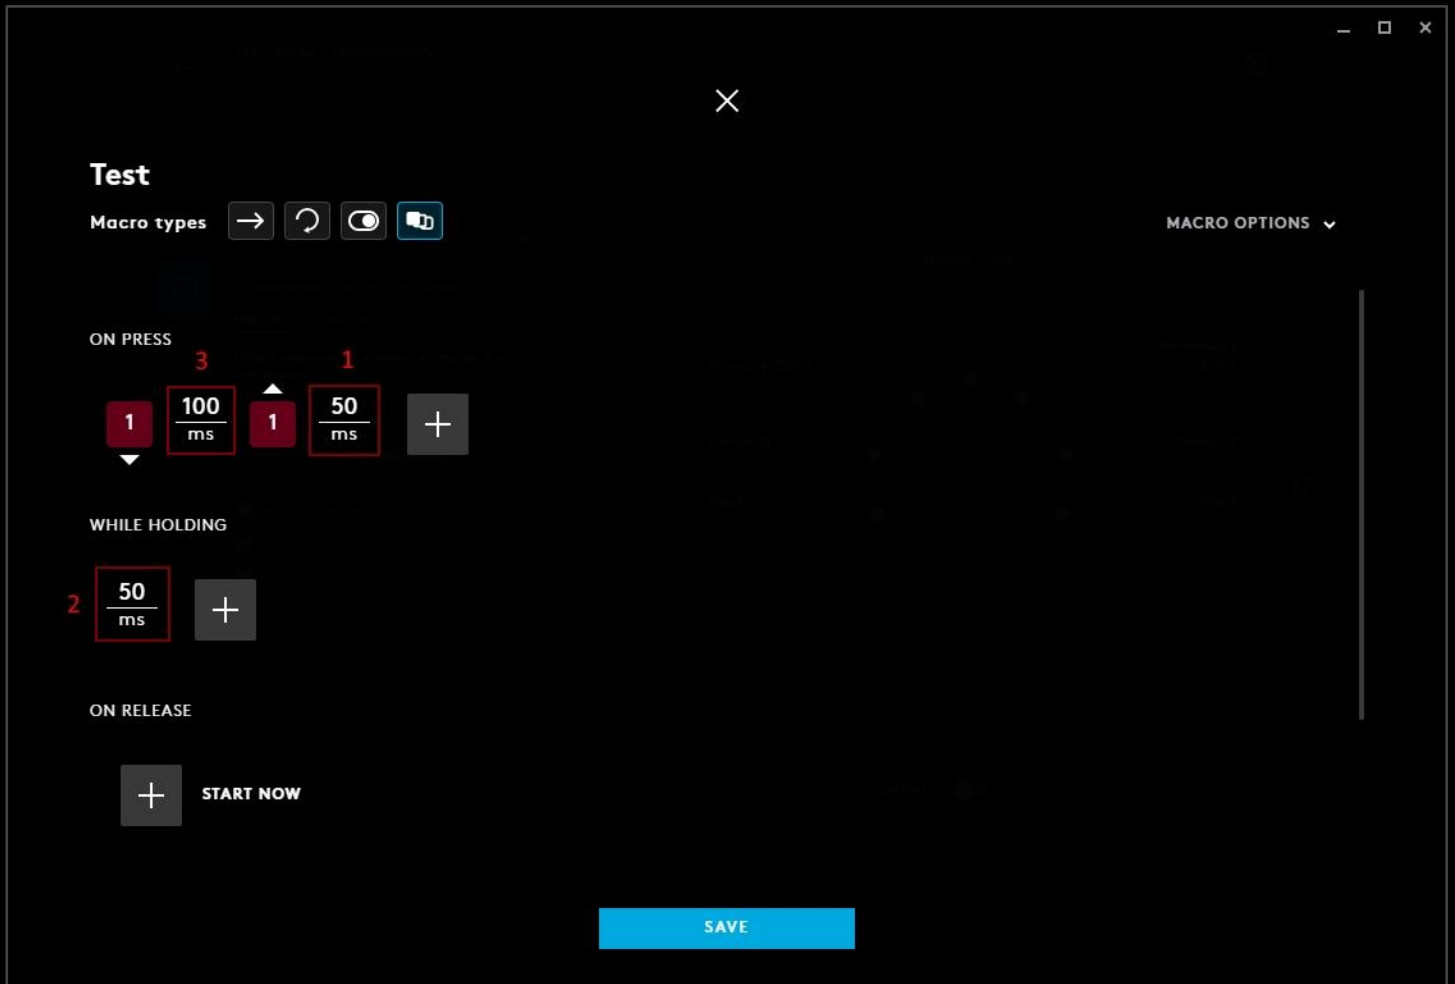 Test
Macro types
MACRO OPTIONS
ON PRESS
3 1
1 100 ms 1 50 ms
WHILE HOLDING
2 50 ms
ON RELEASE
START NOW
SAVE